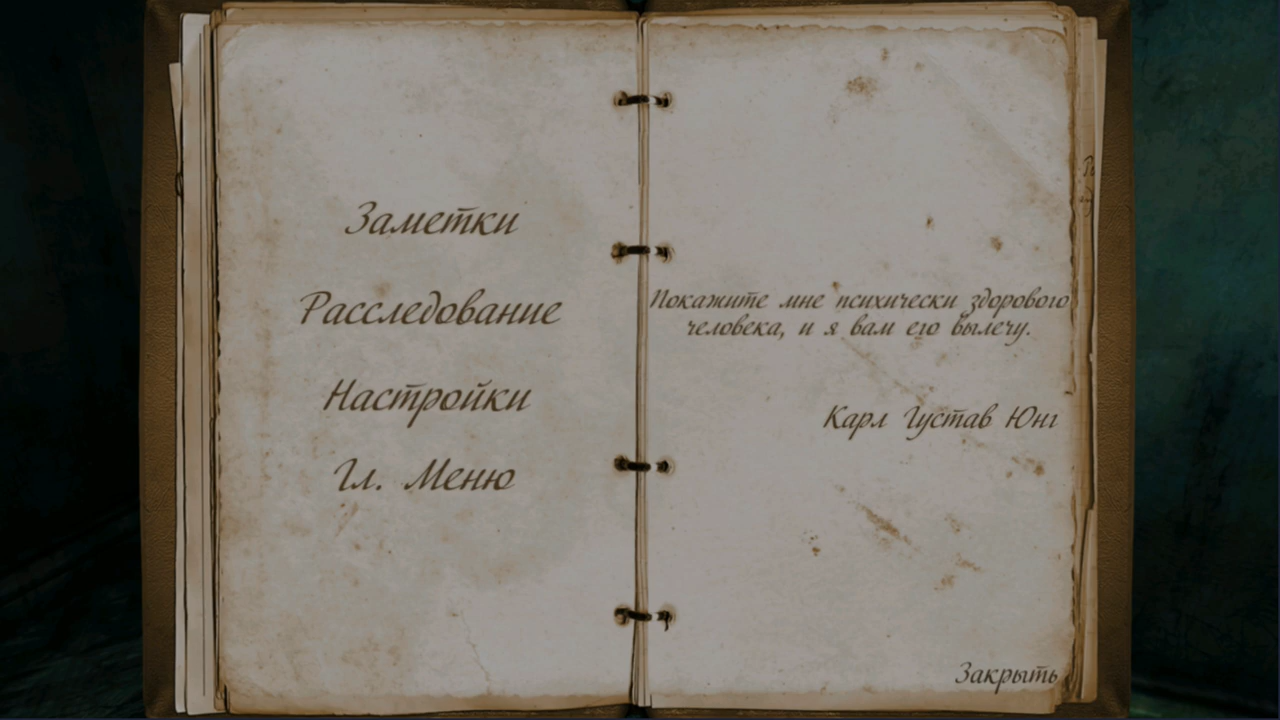 Заметки
Расследование
Настройки
Гл. Меню
Покажите мне психически здорового
человека, и я вам его вылечу.
Карл Густав Юнг
Закрыть